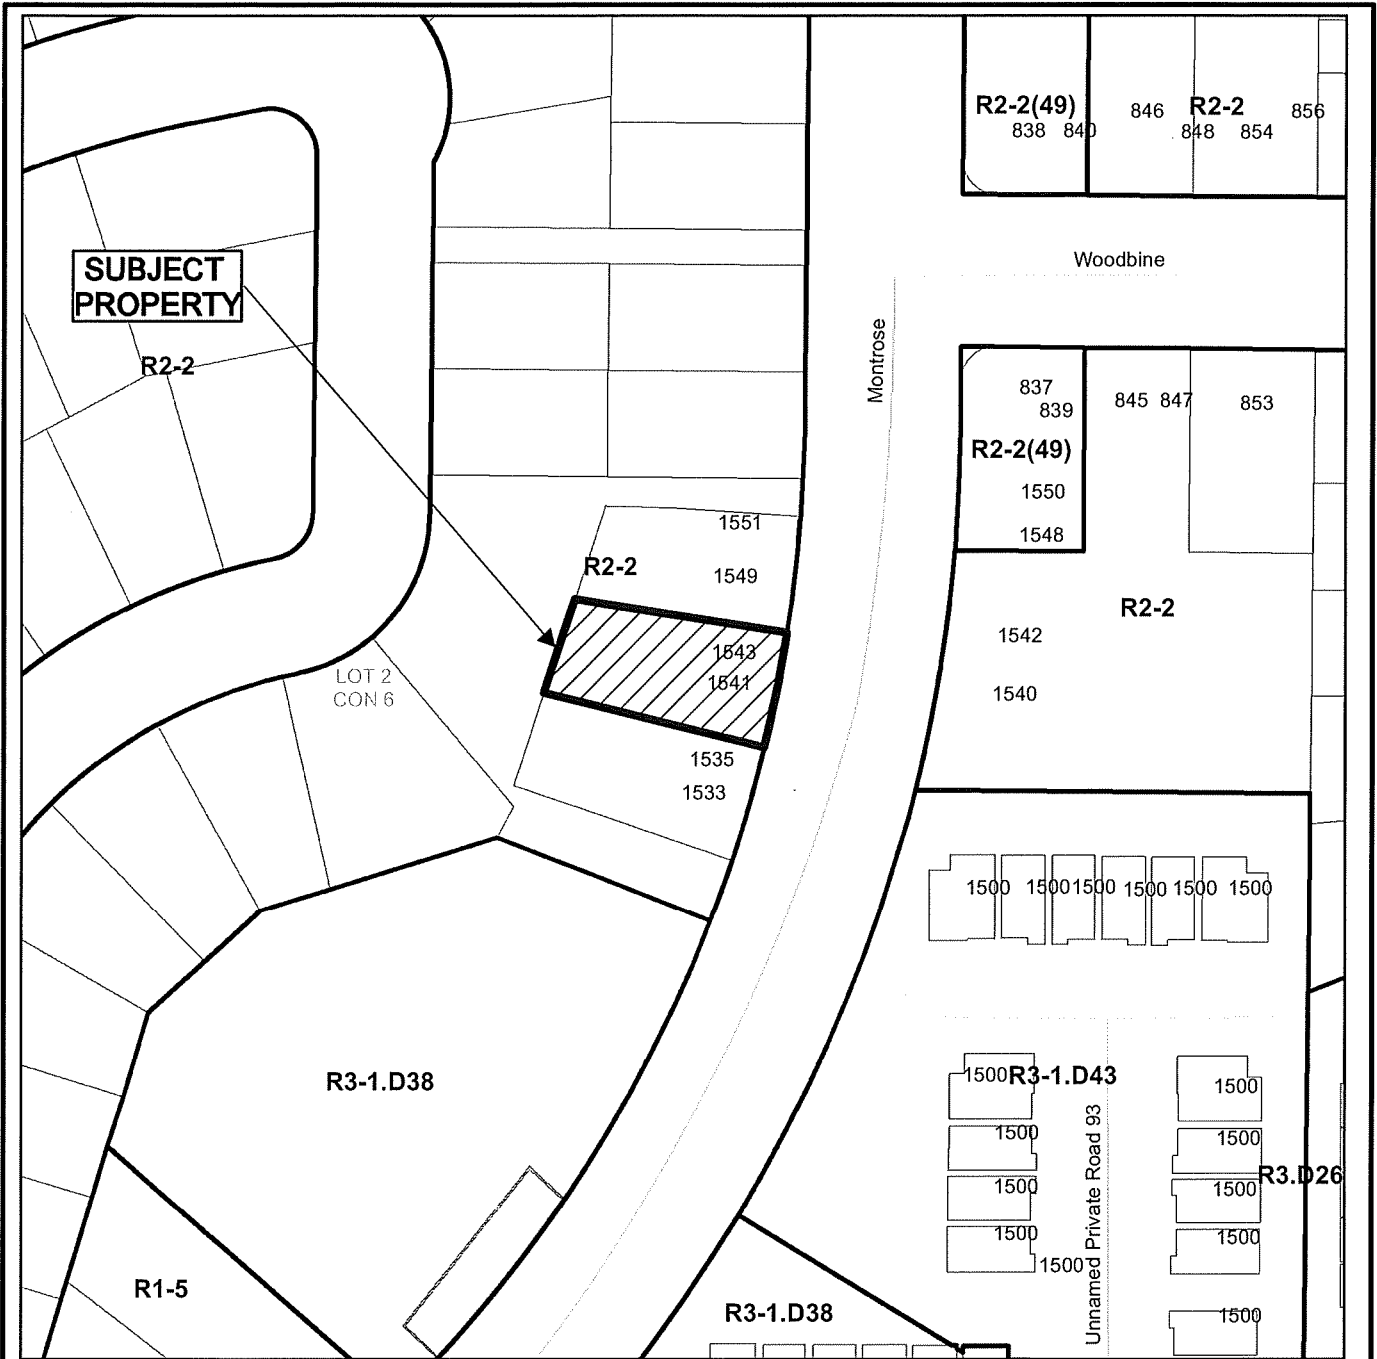 R2-2(49)
838 840
846
R2-2
848 854
856
Woodbine
SUBJECT
PROPERTY
R2-2
Montrose
837
839
845 847
853
R2-2(49)
1550
1548
1551
1549
R2-2
R2-2
1542
1540
1543
1541
LOT 2
CON 6
1535
1533
1500 1500 1500 1500 1500 1500
R3-1.D38
1500
R3-1.D43
1500
1500
1500
1500
1500
1500
1500
1500
1500
R3.D26
Unnamed Private Road 93
R1-5
R3-1.D38
1500